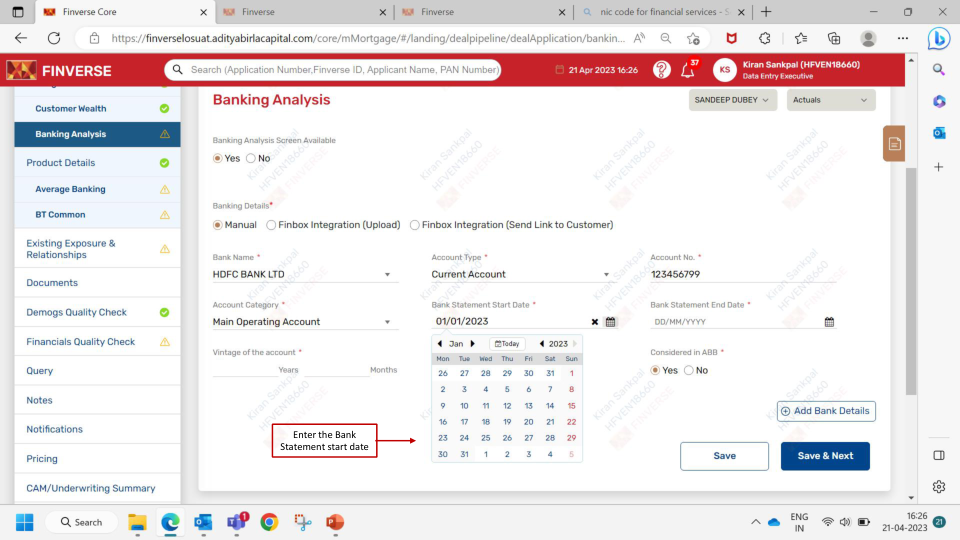 Finverse Core
Finverse
Finverse
nic code for financial services - S
https://finverselosuat.adityabirlacapital.com/core/mMortgage/#/landing/dealpipeline/dealApplication/bankin...
FINVERSE
Search (Application Number,Finverse ID, Applicant Name, PAN Number)
21 Apr 2023 16:26
37
KS
Kiran Sankpal (HFVEN18660)
Data Entry Executive
Customer Wealth
Banking Analysis
Product Details
Average Banking
BT Common
Existing Exposure &
Relationships
Documents
Demogs Quality Check
Financials Quality Check
Query
Notes
Notifications
Pricing
CAM/Underwriting Summary
Banking Analysis
SANDEEP DUBEY
Actuals
Banking Analysis Screen Available
Yes No
Banking Details*
Manual Finbox Integration (Upload) Finbox Integration (Send Link to Customer)
Bank Name * Account Type * Account No. *
HDFC BANK LTD Current Account 123456799
Account Category * Bank Statement Start Date * Bank Statement End Date *
Main Operating Account 01/01/2023 DD/MM/YYYY
Vintage of the account *
Years Months
Jan Today 2023
Mon Tue Wed Thu Fri Sat Sun
26 27 28 29 30 31 1
2 3 4 5 6 7 8
9 10 11 12 13 14 15
16 17 18 19 20 21 22
23 24 25 26 27 28 29
30 31 1 2 3 4 5
Considered in ABB *
Yes No
Add Bank Details
Enter the Bank
Statement start date
Save
Save & Next
Kiran Sankpal
HFVEN18660
FINVERSE
Search
1
ENG
IN
16:26
21-04-2023
21